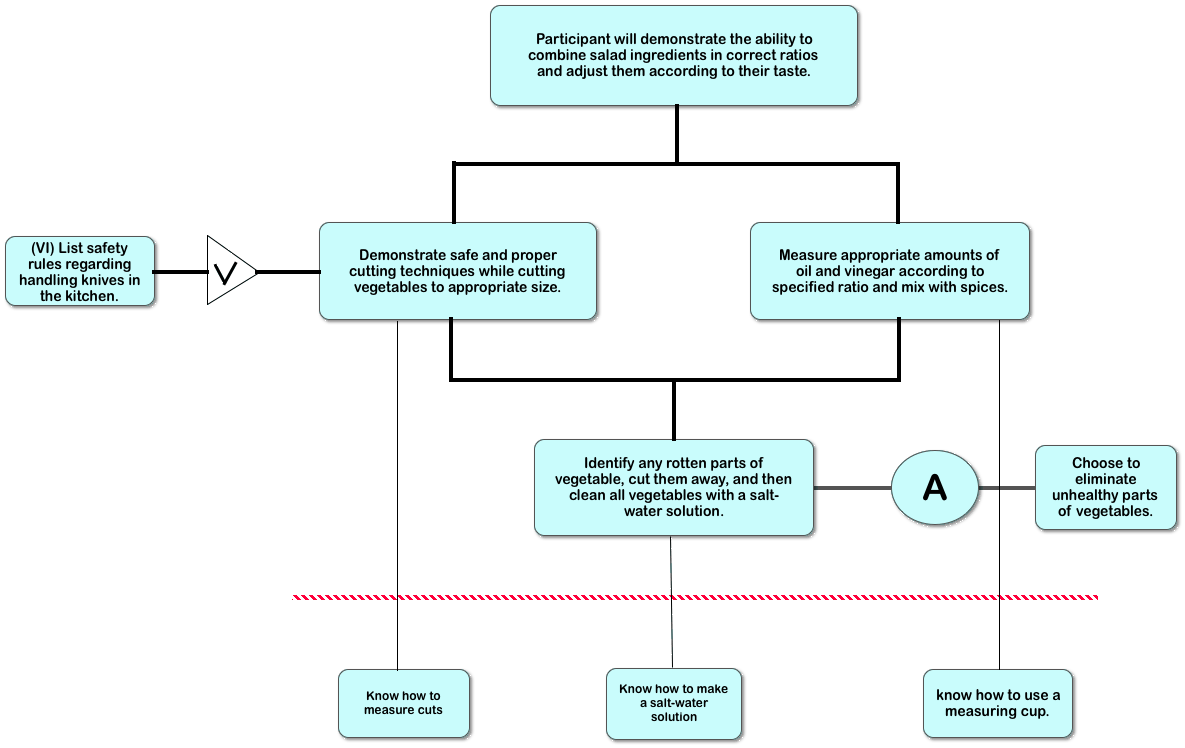 Participant will demonstrate the ability to
combine salad ingredients in correct ratios
and adjust them according to their taste.
(VI) List safety
rules regarding
handling knives in
the kitchen.
V
Demonstrate safe and proper
cutting techniques while cutting
vegetables to appropriate size.
Measure appropriate amounts of
oil and vinegar according to
specified ratio and mix with spices.
Identify any rotten parts of
vegetable, cut them away, and then
clean all vegetables with a salt-
water solution.
A
Choose to
eliminate
unhealthy parts
of vegetables.
Know how to
measure cuts
Know how to make
a salt-water
solution
know how to use a
measuring cup.